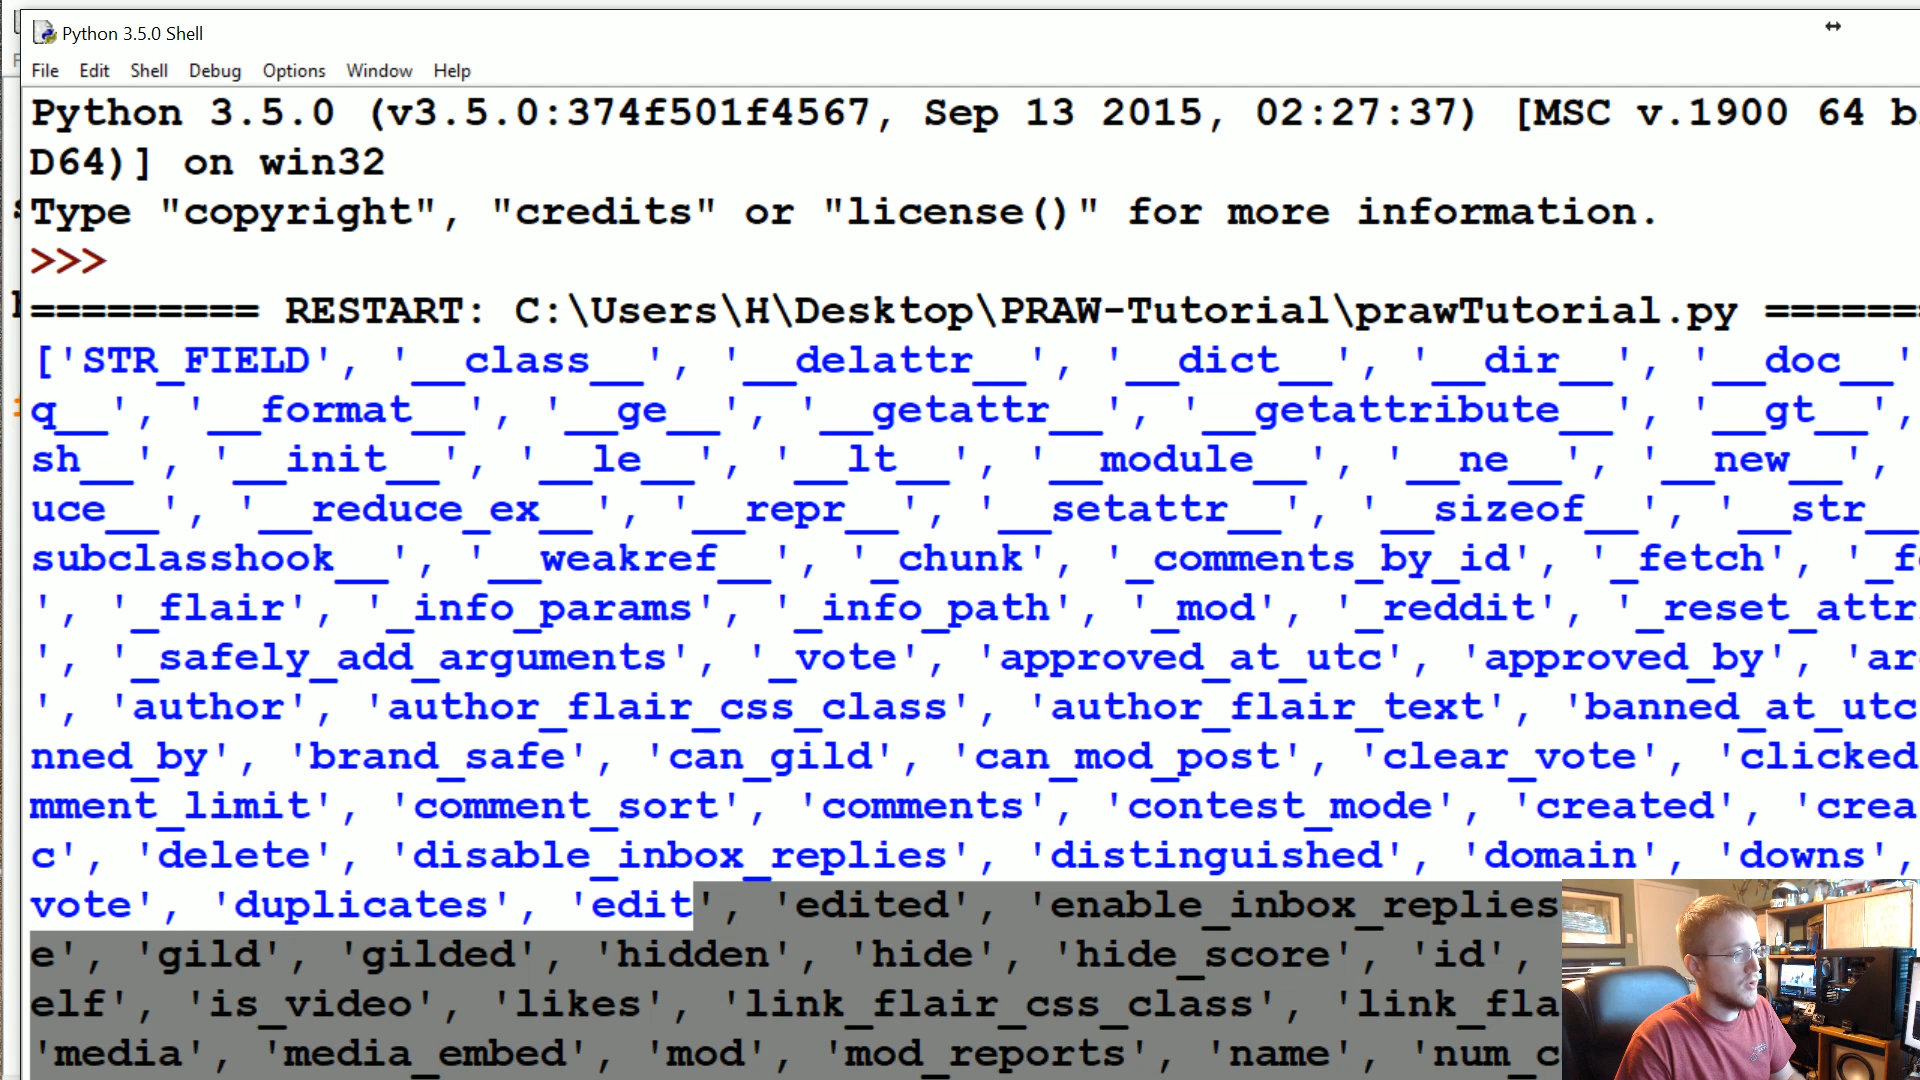 Python 3.5.0 Shell
File Edit Shell Debug Options Window Help
Python 3.5.0 (v3.5.0:374f501f4567, Sep 13 2015, 02:27:37) [MSC v.1900 64 b
D64)] on win32
Type "copyright", "credits" or "license()" for more information.
>>>
========= RESTART: C:\Users\H\Desktop\PRAW-Tutorial\prawTutorial.py ======
['STR_FIELD', '__class__', '__delattr__', '__dict__', '__dir__', '__doc__'
q__', '__format__', '__ge__', '__getattr__', '__getattribute__', '__gt__',
sh__', '__init__', '__le__', '__lt__', '__module__', '__ne__', '__new__',
uce__', '__reduce_ex__', '__repr__', '__setattr__', '__sizeof__', '__str__
subclasshook__', '__weakref__', '_chunk', '_comments_by_id', '_fetch', '_f
', '_flair', '_info_params', '_info_path', '_mod', '_reddit', '_reset_attr
', '_safely_add_arguments', '_vote', 'approved_at_utc', 'approved_by', 'ar
', 'author', 'author_flair_css_class', 'author_flair_text', 'banned_at_utc
nned_by', 'brand_safe', 'can_gild', 'can_mod_post', 'clear_vote', 'clicked
mment_limit', 'comment_sort', 'comments', 'contest_mode', 'created', 'crea
c', 'delete', 'disable_inbox_replies', 'distinguished', 'domain', 'downs',
vote', 'duplicates', 'edit', 'edited', 'enable_inbox_replies
e', 'gild', 'gilded', 'hidden', 'hide', 'hide_score', 'id',
elf', 'is_video', 'likes', 'link_flair_css_class', 'link_fla
'media', 'media_embed', 'mod', 'mod_reports', 'name', 'num_c